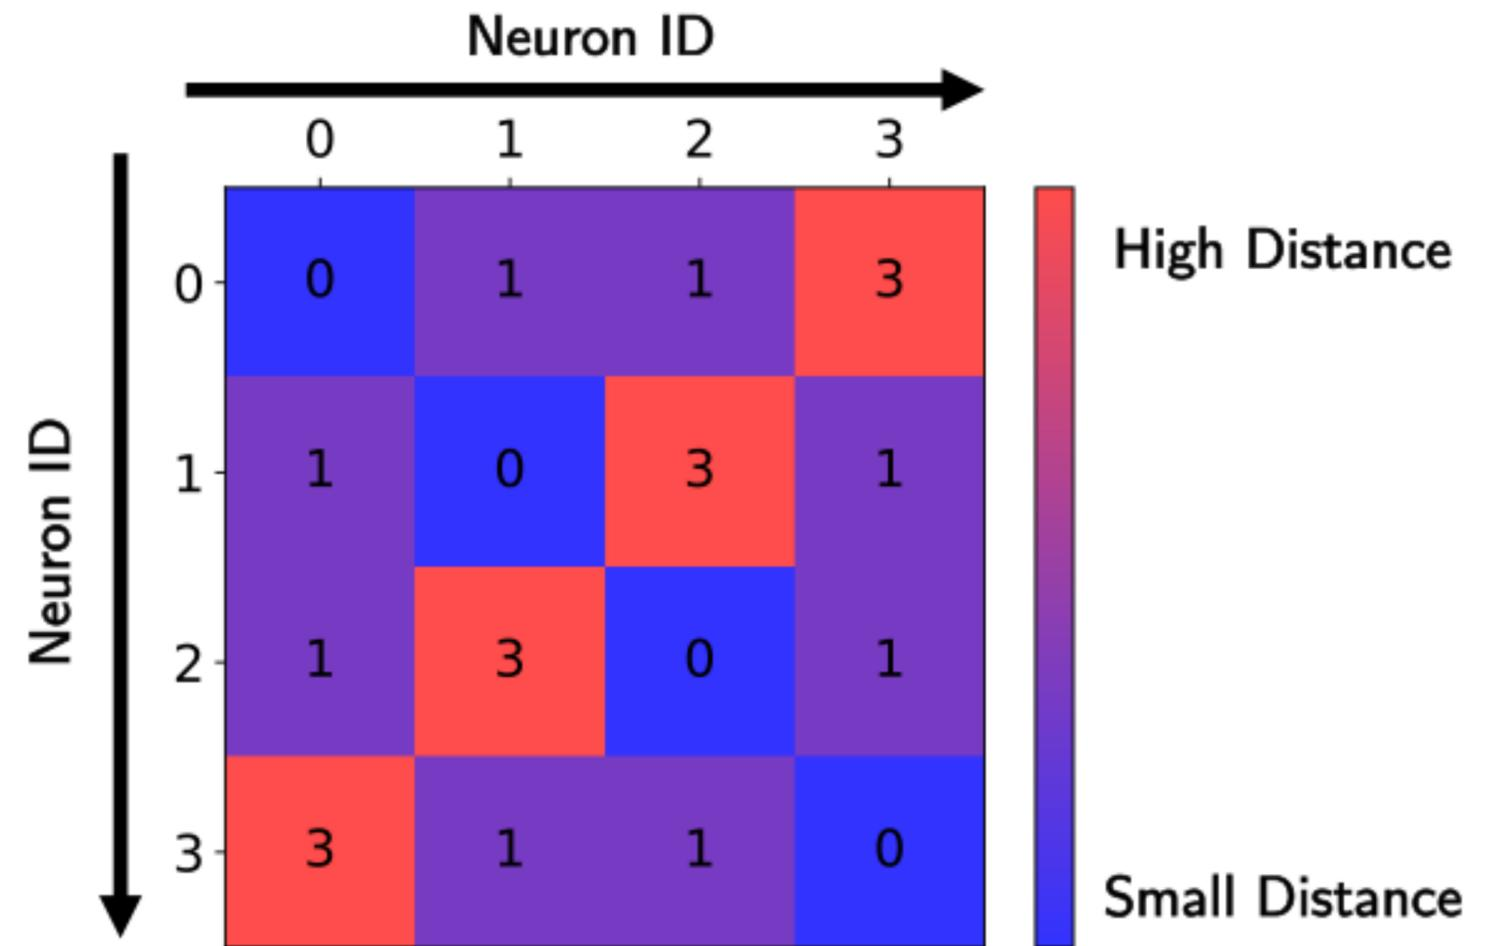 Neuron ID
0 1 2 3
0 0 1 1 3
High Distance
1 1 0 3 1
Neuron ID
2 1 3 0 1
3 3 1 1 0
Small Distance